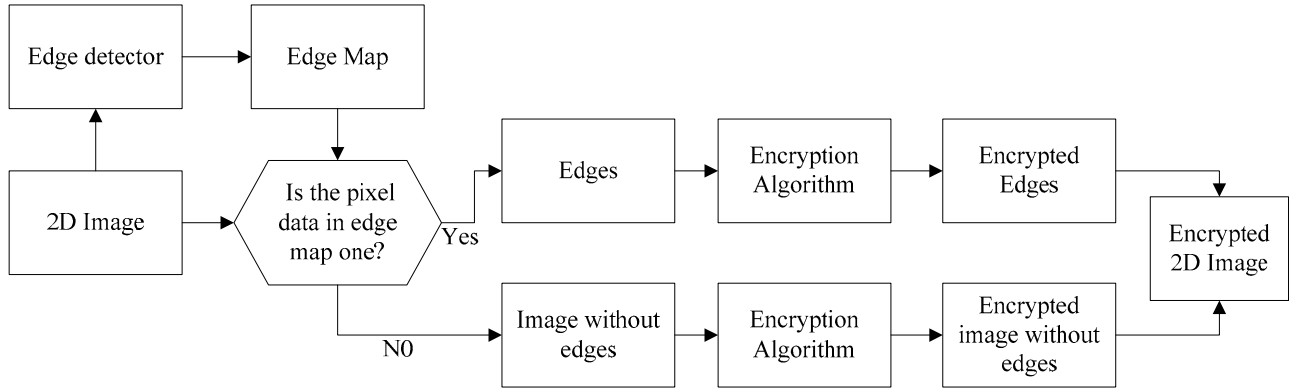 Edge detector
Edge Map
2D Image
Is the pixel
data in edge
map one?
Yes
N0
Edges
Encryption
Algorithm
Encrypted
Edges
Image without
edges
Encryption
Algorithm
Encrypted
image without
edges
Encrypted
2D Image